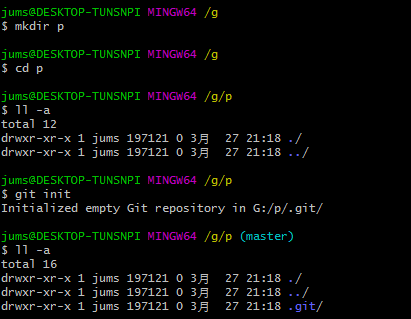 jums@DESKTOP-TUNSNPI MINGW64 /g
$ mkdir p
jums@DESKTOP-TUNSNPI MINGW64 /g
$ cd p
jums@DESKTOP-TUNSNPI MINGW64 /g/p
$ ll -a
total 12
drwxr-xr-x 1 jums 197121 0 3月  27 21:18 ./
drwxr-xr-x 1 jums 197121 0 3月  27 21:18 ../
jums@DESKTOP-TUNSNPI MINGW64 /g/p
$ git init
Initialized empty Git repository in G:/p/.git/
jums@DESKTOP-TUNSNPI MINGW64 /g/p (master)
$ ll -a
total 16
drwxr-xr-x 1 jums 197121 0 3月  27 21:18 ./
drwxr-xr-x 1 jums 197121 0 3月  27 21:18 ../
drwxr-xr-x 1 jums 197121 0 3月  27 21:18 .git/